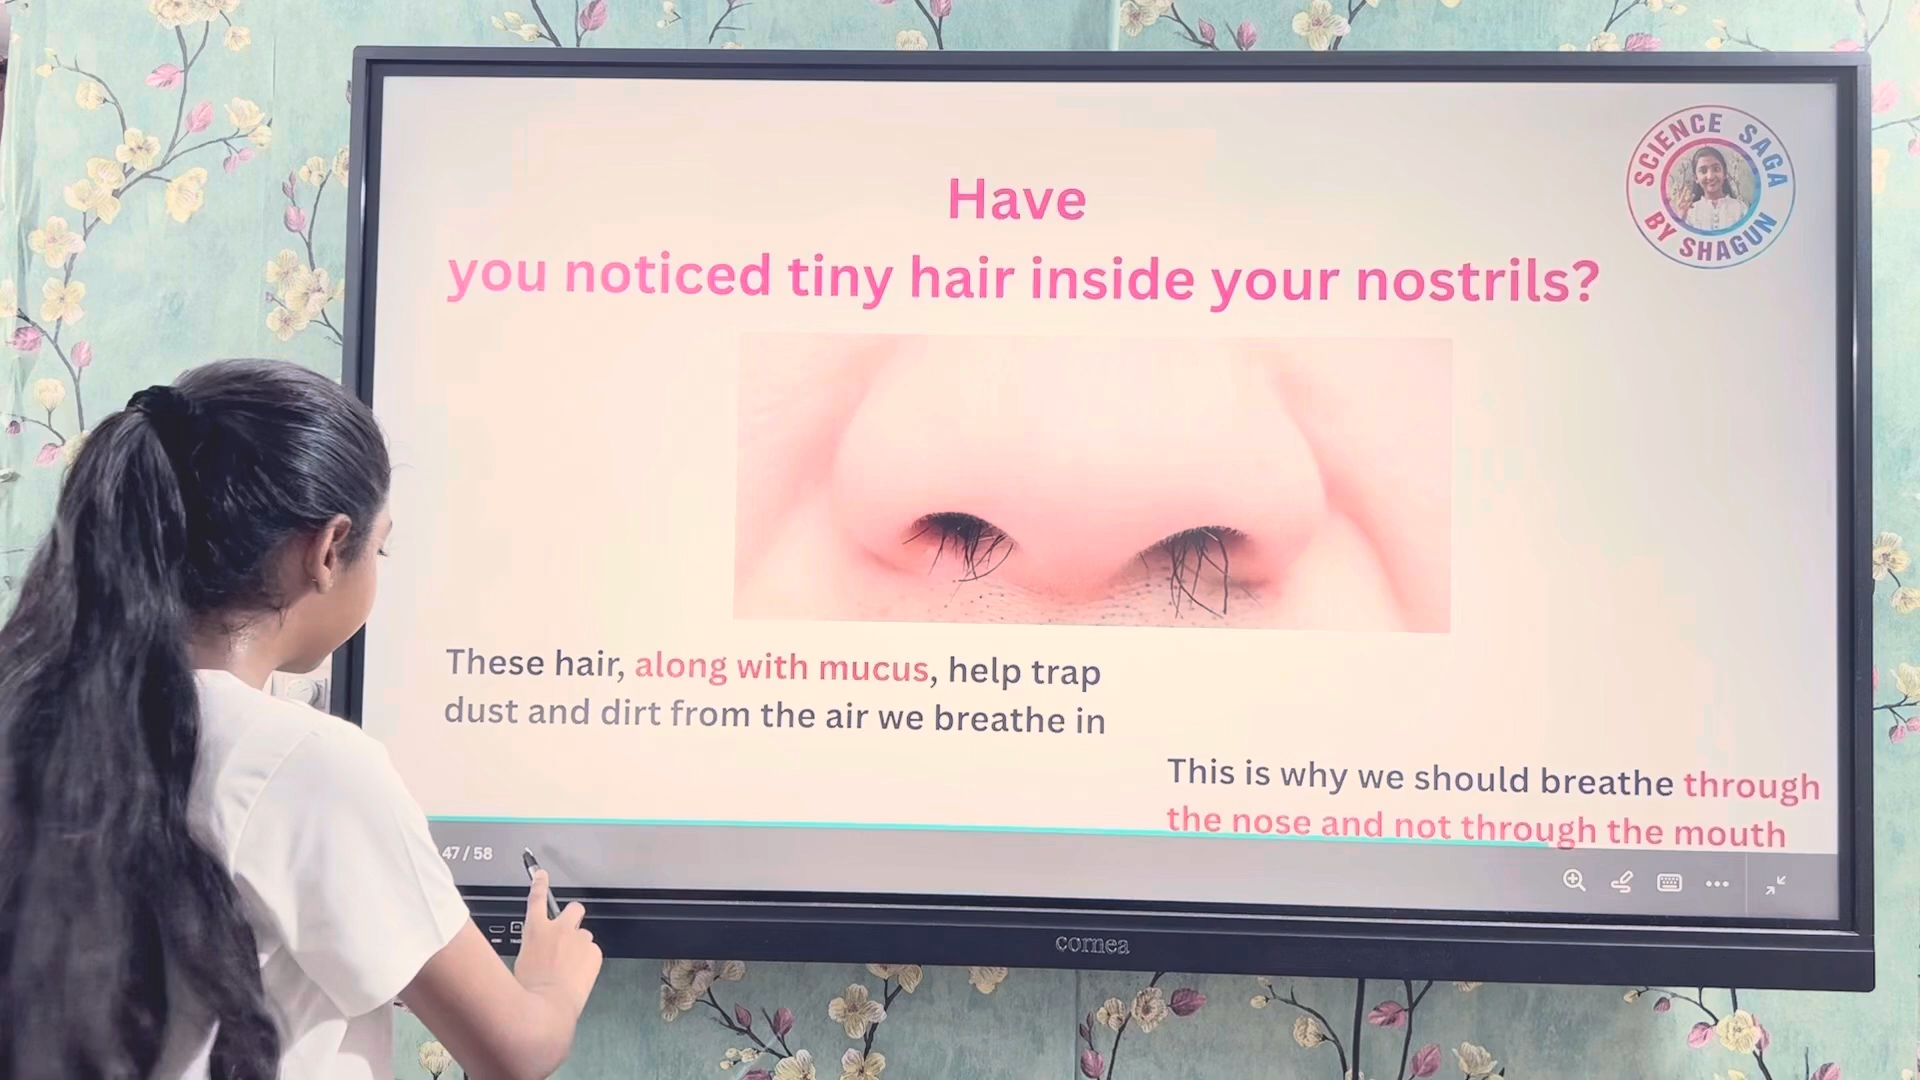 SCIENCE SAGA
BY SHAGUN
Have
you noticed tiny hair inside your nostrils?
These hair, along with mucus, help trap
dust and dirt from the air we breathe in
This is why we should breathe through
the nose and not through the mouth
47 / 58
cornea